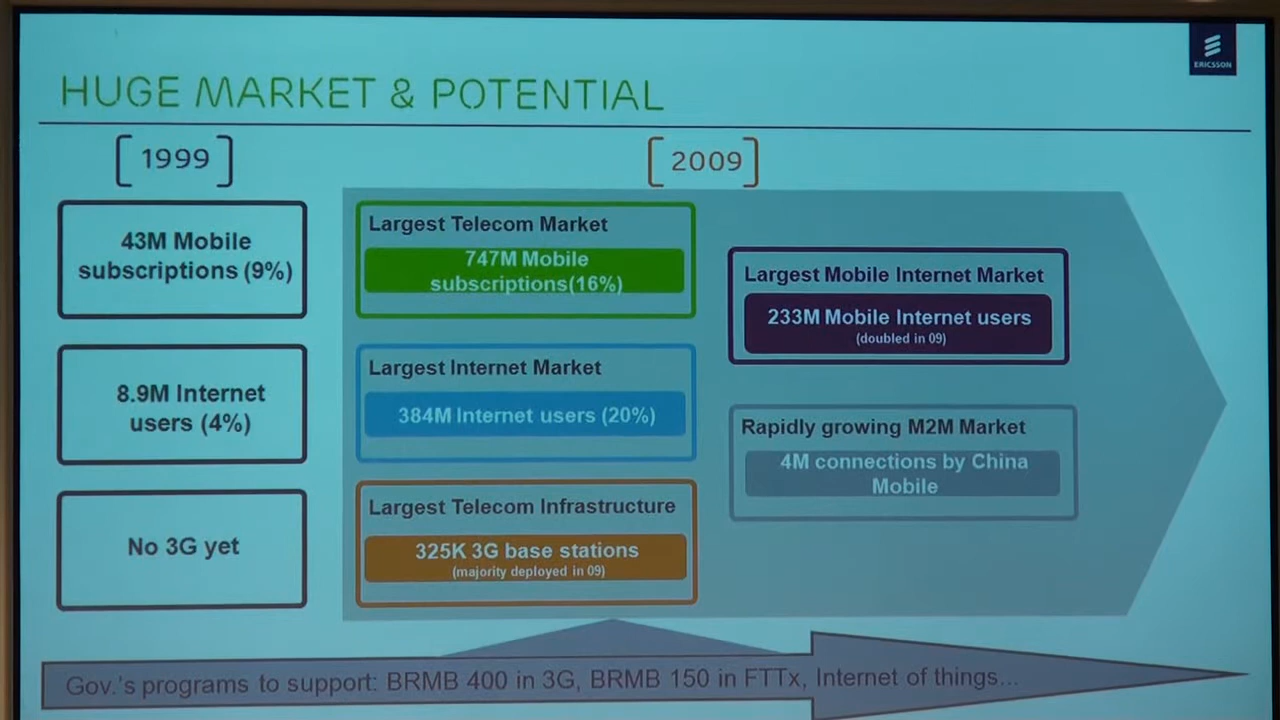 ERICSSON
HUGE MARKET & POTENTIAL
[1999]
[2009]
43M Mobile
subscriptions (9%)
8.9M Internet
users (4%)
No 3G yet
Largest Telecom Market
747M Mobile
subscriptions(16%)
Largest Internet Market
384M Internet users (20%)
Largest Telecom Infrastructure
325K 3G base stations
(majority deployed in 09)
Largest Mobile Internet Market
233M Mobile Internet users
(doubled in 09)
Rapidly growing M2M Market
4M connections by China
Mobile
Gov.'s programs to support: BRMB 400 in 3G, BRMB 150 in FTTx, Internet of things...